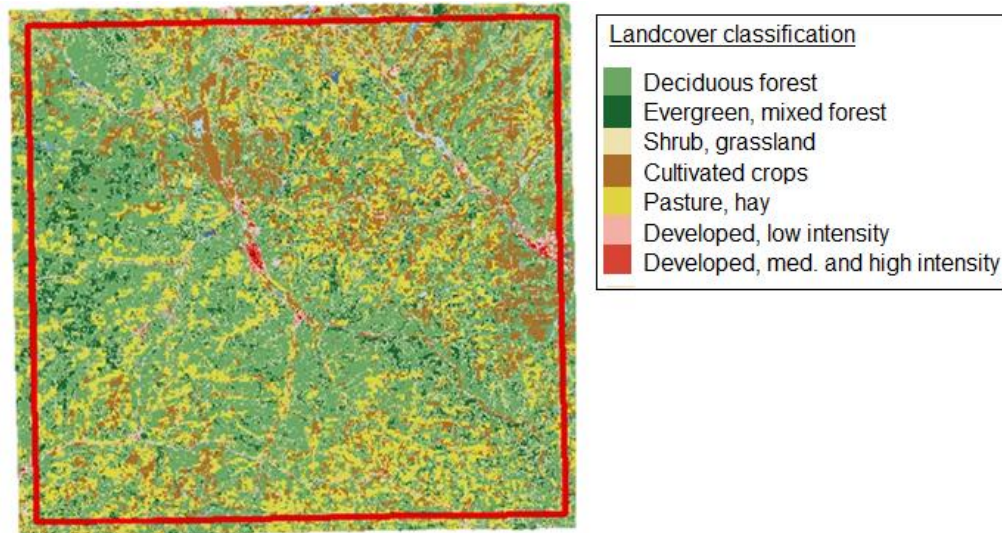 Landcover classification
Deciduous forest
Evergreen, mixed forest
Shrub, grassland
Cultivated crops
Pasture, hay
Developed, low intensity
Developed, med. and high intensity